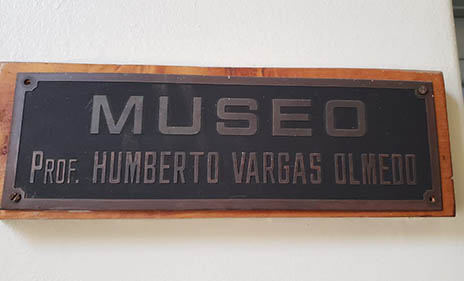 MUSEO
PROF. HUMBERTO VARGAS OLMEDO